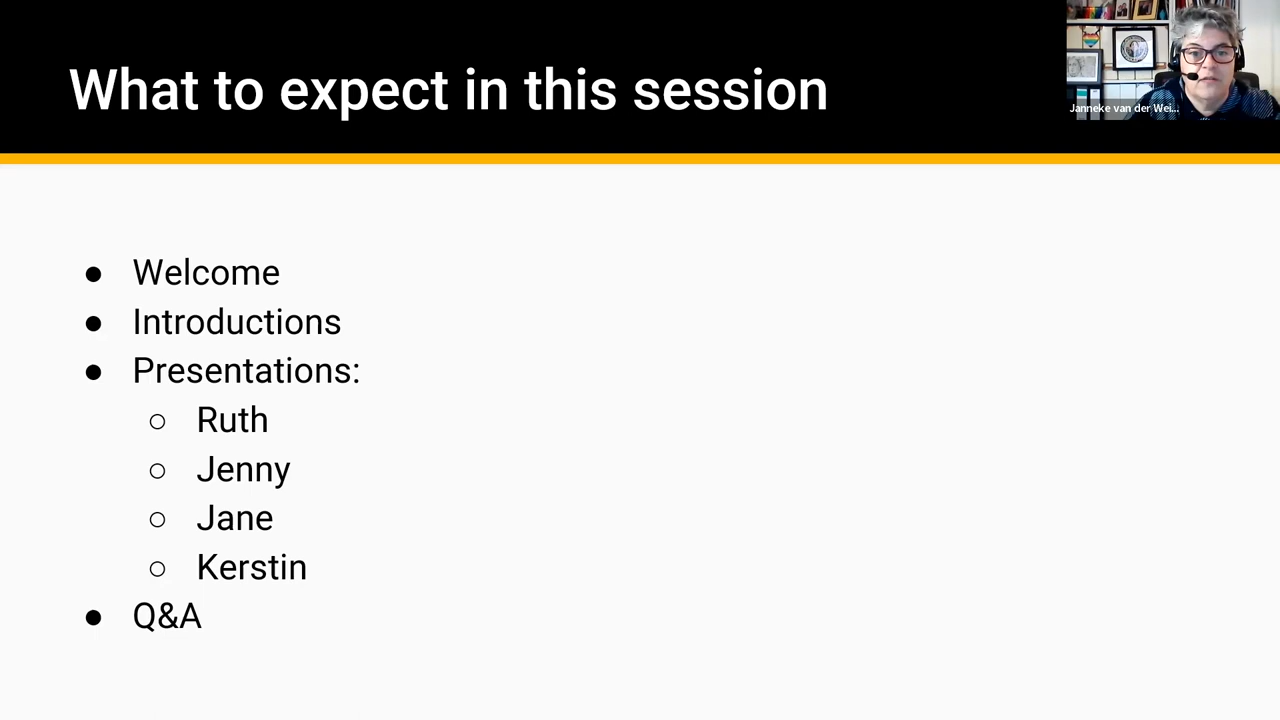 What to expect in this session
Janneke van der Wei...
● Welcome
● Introductions
● Presentations:
○ Ruth
○ Jenny
○ Jane
○ Kerstin
● Q&A